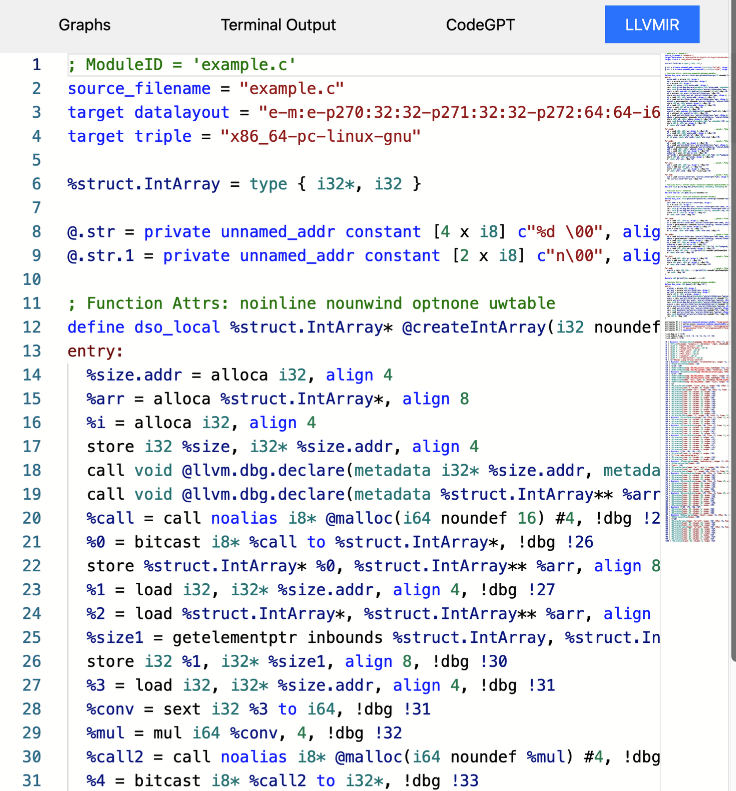 Graphs Terminal Output CodeGPT LLVMIR
1 ; ModuleID = 'example.c'
2 source_filename = "example.c"
3 target datalayout = "e-m:e-p270:32:32-p271:32:32-p272:64:64-i6
4 target triple = "x86_64-pc-linux-gnu"
5
6 %struct.IntArray = type { i32*, i32 }
7
8 @.str = private unnamed_addr constant [4 x i8] c"%d \00", alig
9 @.str.1 = private unnamed_addr constant [2 x i8] c"n\00", alig
10
11 ; Function Attrs: noinline nounwind optnone uwtable
12 define dso_local %struct.IntArray* @createIntArray(i32 noundef
13 entry:
14 %size.addr = alloca i32, align 4
15 %arr = alloca %struct.IntArray*, align 8
16 %i = alloca i32, align 4
17 store i32 %size, i32* %size.addr, align 4
18 call void @llvm.dbg.declare(metadata i32* %size.addr, metada
19 call void @llvm.dbg.declare(metadata %struct.IntArray** %arr
20 %call = call noalias i8* @malloc(i64 noundef 16) #4, !dbg !2
21 %0 = bitcast i8* %call to %struct.IntArray*, !dbg !26
22 store %struct.IntArray* %0, %struct.IntArray** %arr, align 8
23 %1 = load i32, i32* %size.addr, align 4, !dbg !27
24 %2 = load %struct.IntArray*, %struct.IntArray** %arr, align
25 %size1 = getelementptr inbounds %struct.IntArray, %struct.In
26 store i32 %1, i32* %size1, align 8, !dbg !30
27 %3 = load i32, i32* %size.addr, align 4, !dbg !31
28 %conv = sext i32 %3 to i64, !dbg !31
29 %mul = mul i64 %conv, 4, !dbg !32
30 %call2 = call noalias i8* @malloc(i64 noundef %mul) #4, !dbg
31 %4 = bitcast i8* %call2 to i32*, !dbg !33